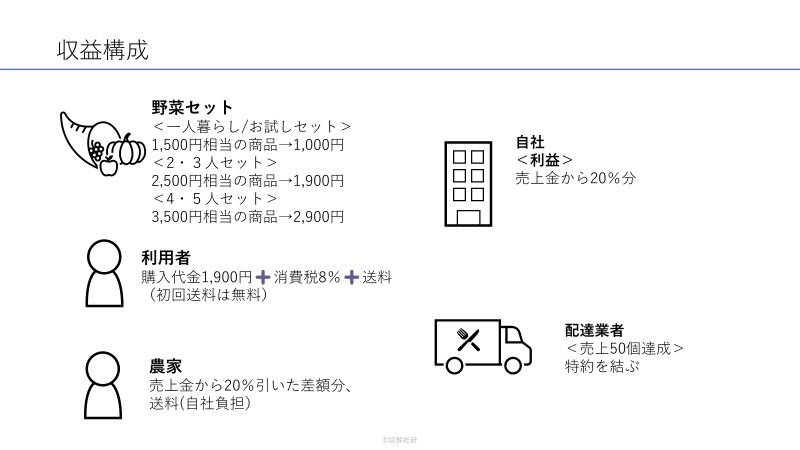 収益構成
野菜セット
＜一人暮らし/お試しセット＞
1,500円相当の商品→1,000円
＜2・３人セット＞
2,500円相当の商品→1,900円
＜4・５人セット＞
3,500円相当の商品→2,900円
利用者
購入代金1,900円＋消費税8％＋送料
（初回送料は無料）
農家
売上金から20％引いた差額分、
送料(自社負担）
自社
＜利益＞
売上金から20％分
配達業者
＜売上50個達成＞
特約を結ぶ
©図解総研